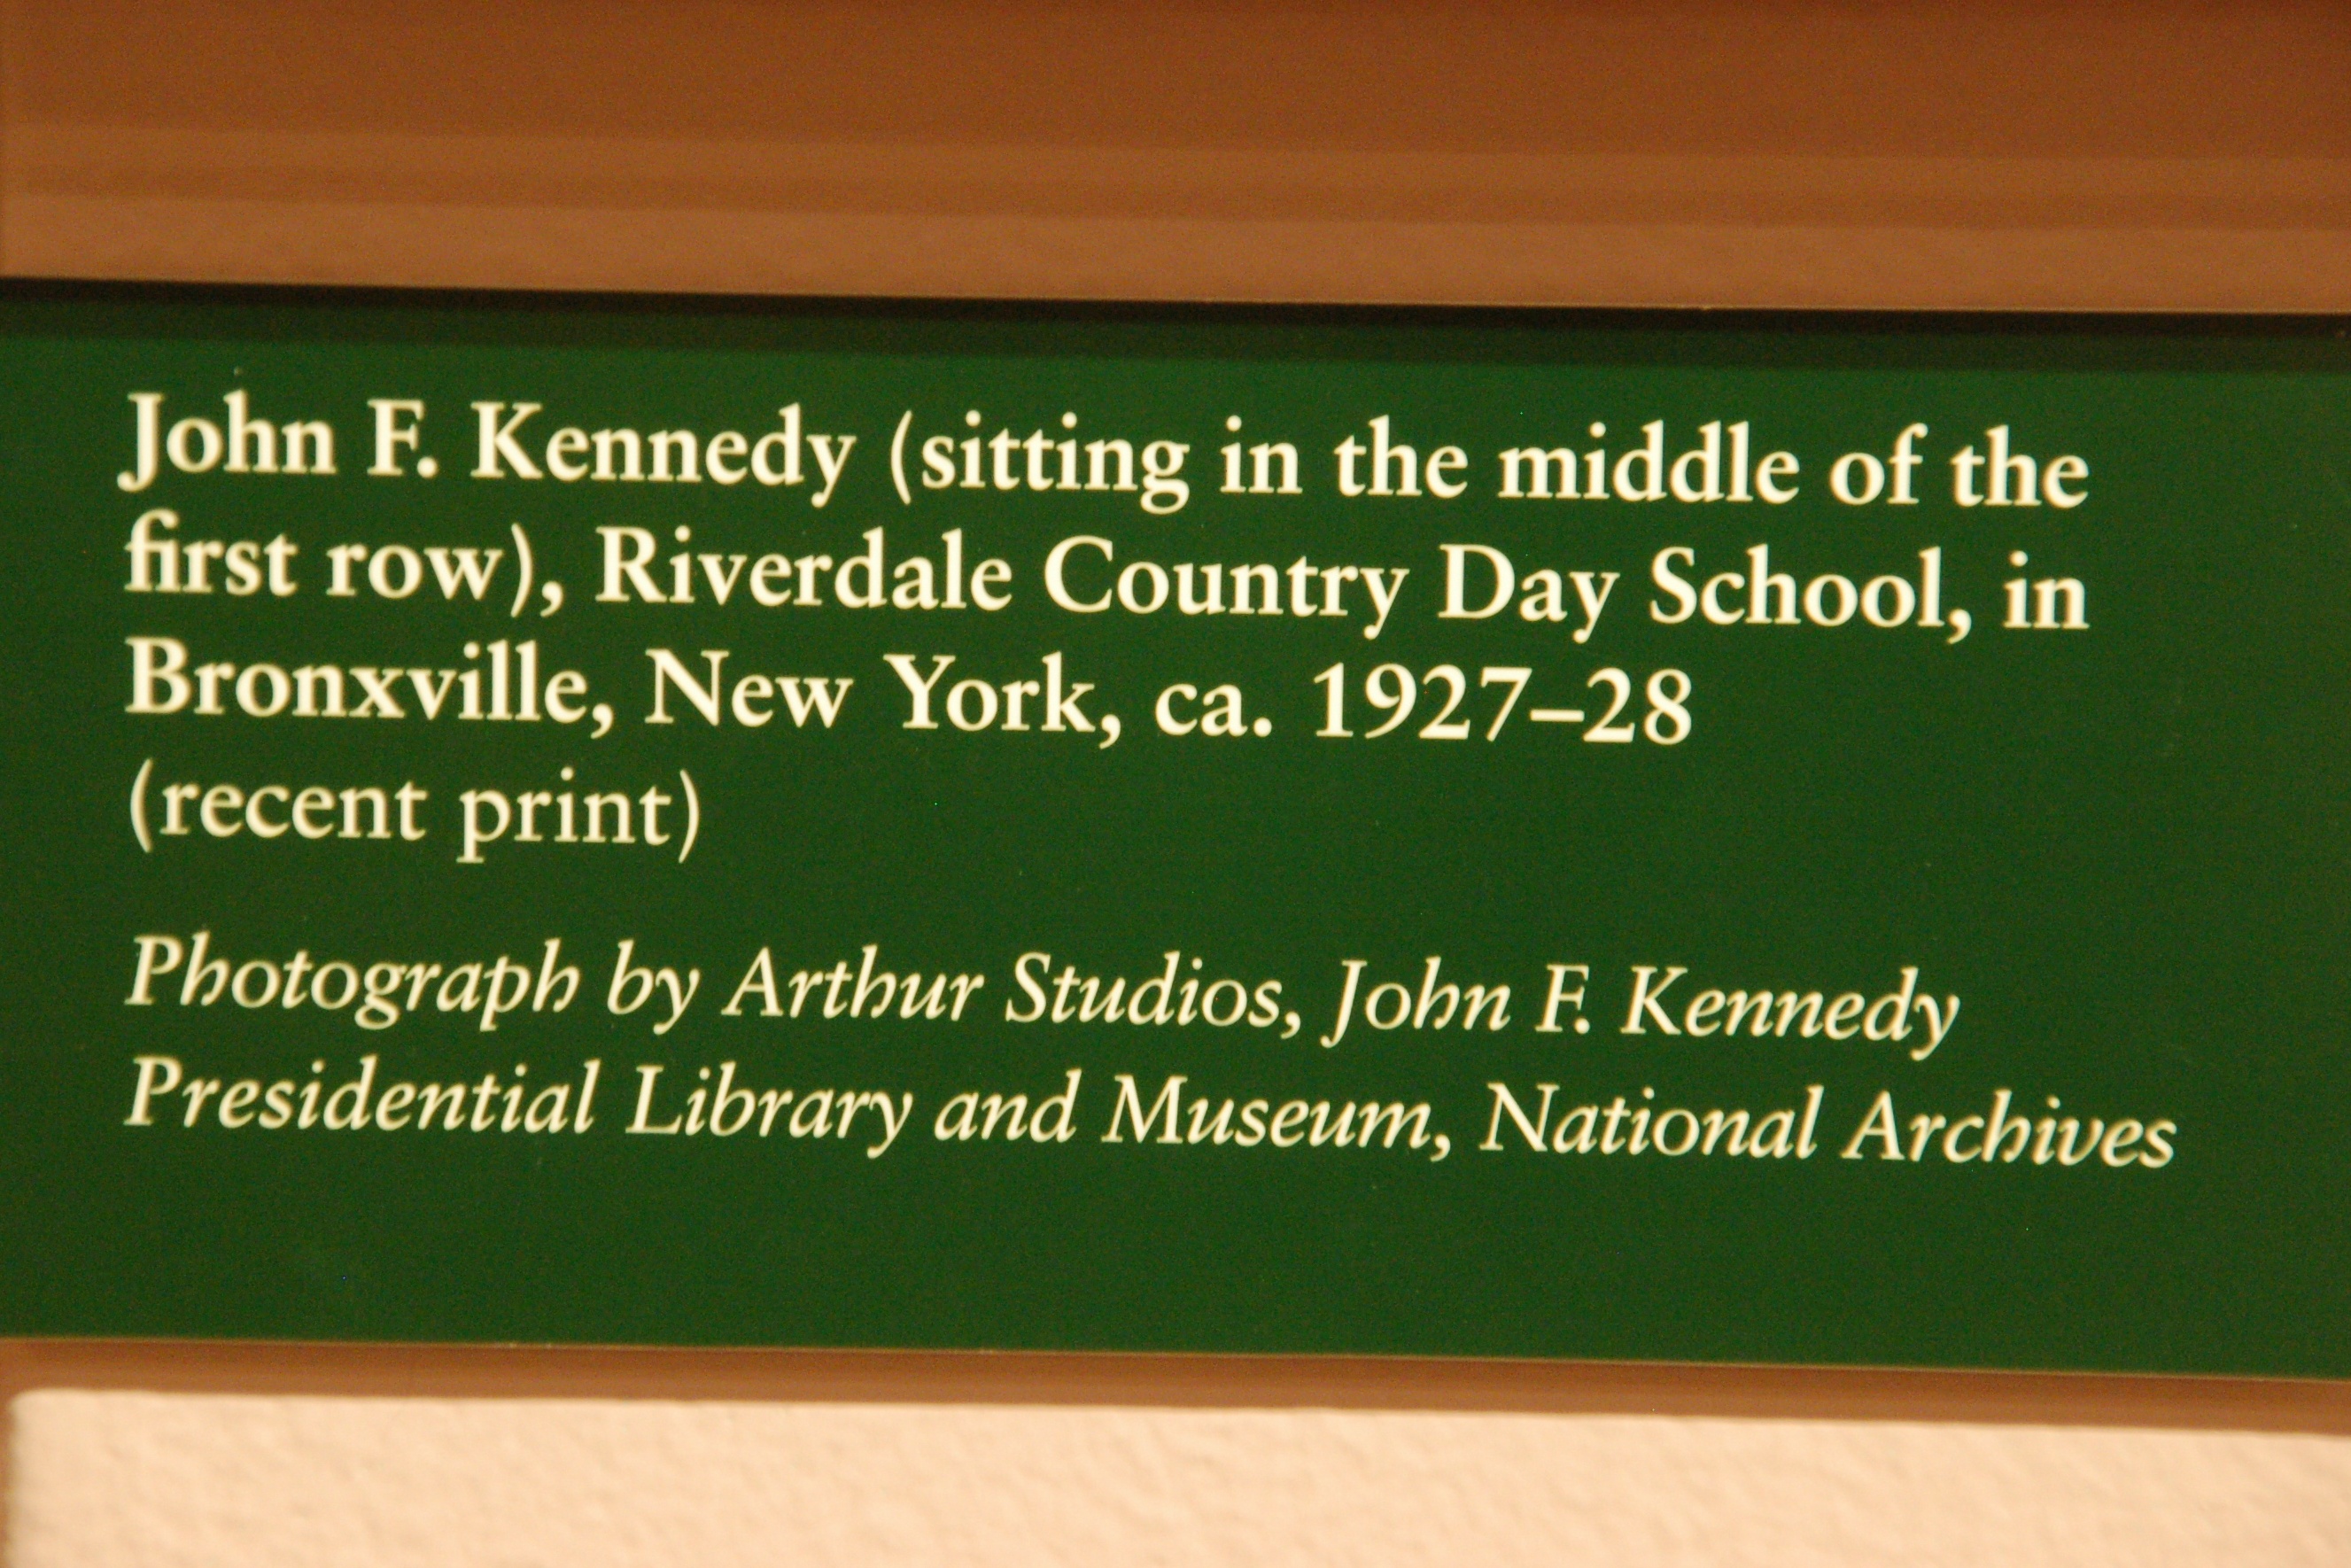 John F. Kennedy (sitting in the middle of the
first row), Riverdale Country Day School, in
Bronxville, New York, ca. 1927–28
(recent print)
Photograph by Arthur Studios, John F. Kennedy
Presidential Library and Museum, National Archives